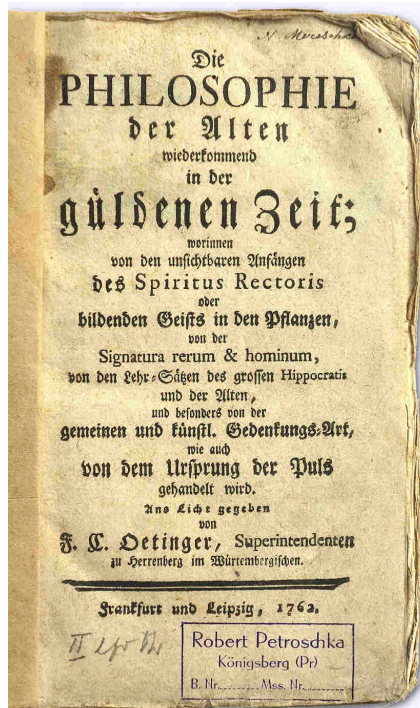 N. Mereschk
Die
PHILOSOPHIE
der Alten
wiederkommend
in der
güldenen Zeit;
worinnen
von den unsichtbaren Anfängen
des Spiritus Rectoris
oder
bildenden Geists in den Pflanzen,
von der
Signatura rerum & hominum,
von den Lehr-Sätzen des grossen Hippocratis
und der Alten,
und besonders von der
gemeinen und künstl. Gedenkungs-Art,
wie auch
von dem Ursprung der Puls
gehandelt wird.
Ans Licht gegeben
von
F. C. Oetinger, Superintendenten
zu Herrenberg im Würtembergischen.
Frankfurt und Leipzig, 1762.
Robert Petroschka
Königsberg (Pr)
B. Nr......... Mss. Nr.........